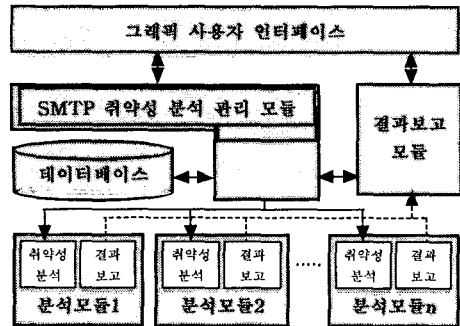 그래픽 사용자 인터페이스
SMTP 취약성 분석 관리 모듈
결과보고
모듈
데이터베이스
취약성
분석
결과
보고
분석모듈1
취약성
분석
결과
보고
분석모듈2
......
취약성
분석
결과
보고
분석모듈n